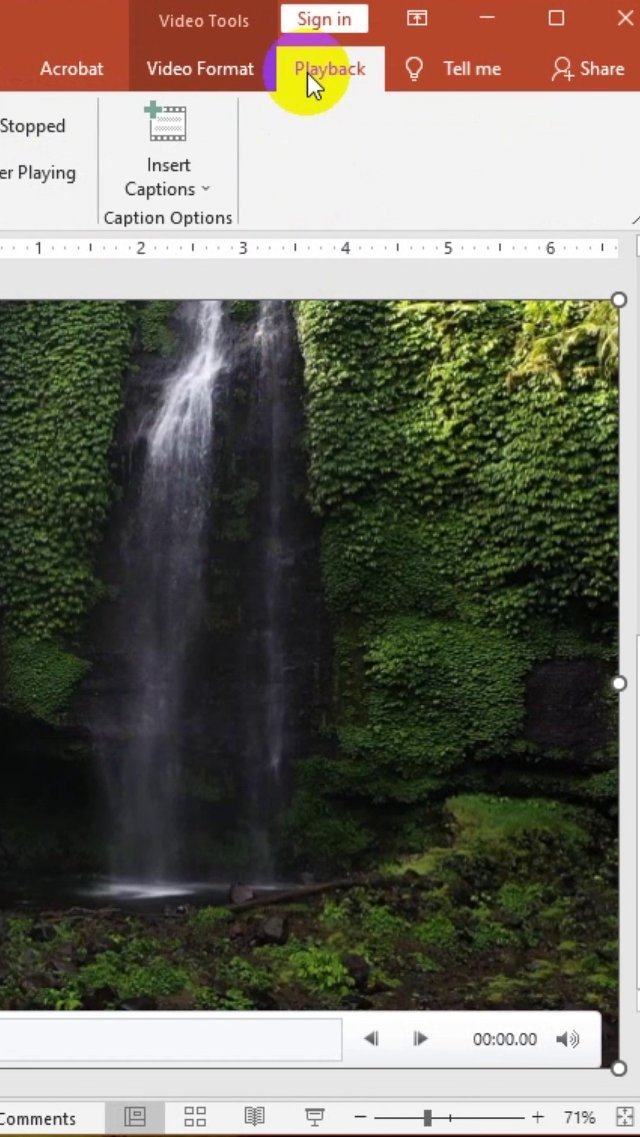 Video Tools Sign in
Acrobat Video Format Playback Tell me Share
Stopped
er Playing
Insert
Captions
Caption Options
1 2 3 4 5 6
00:00.00
Comments 71%